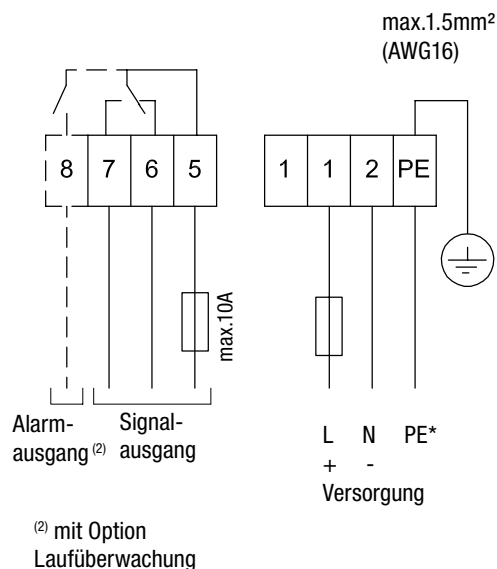 max.1.5mm²
(AWG16)
8 7 6 5 1 1 2 PE
max.10A
Alarm-
ausgang (2)
Signal-
ausgang
L N PE*
+ -
Versorgung
(2) mit Option
Laufüberwachung